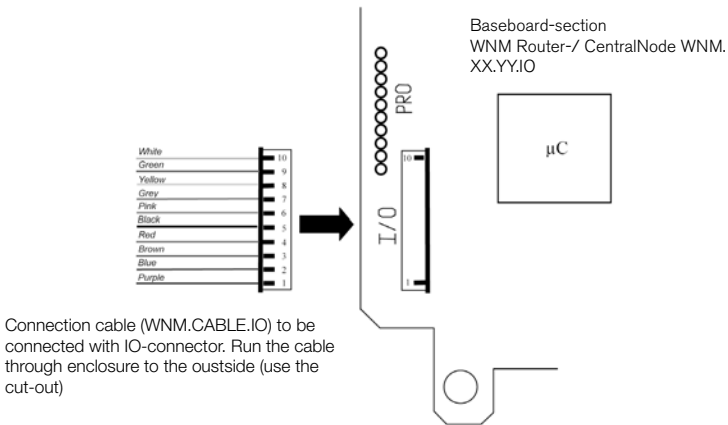 Baseboard-section
WNM Router-/ CentralNode WNM.
XX.YY.IO
PRO
µC
White
Green
Yellow
Grey
Pink
Black
Red
Brown
Blue
Purple
10
9
8
7
6
5
4
3
2
1
I/O
10
1
Connection cable (WNM.CABLE.IO) to be
connected with IO-connector. Run the cable
through enclosure to the oustside (use the
cut-out)